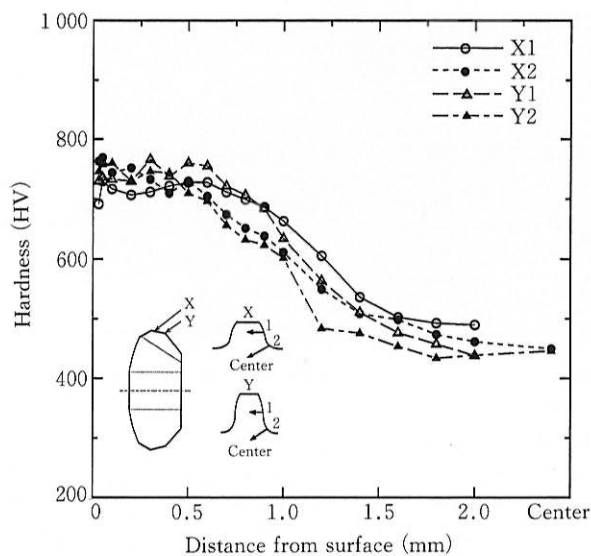 1 000
800
600
400
200
Hardness (HV)
X1
X2
Y1
Y2
X
Y
X
1
2
Center
Y
1
2
Center
0 0.5 1.0 1.5 2.0 Center
Distance from surface (mm)